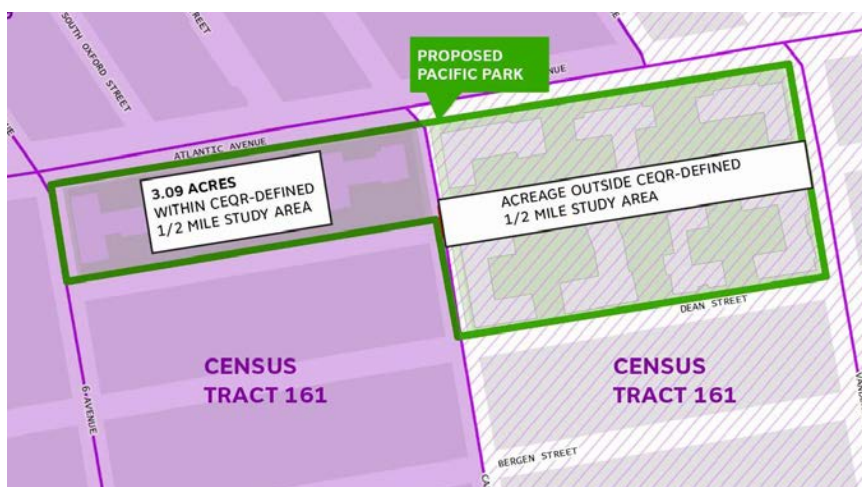 SOUTH OXFORD STREET
PROPOSED
PACIFIC PARK
ATLANTIC AVENUE
3.09 ACRES
WITHIN CEQR-DEFINED
1/2 MILE STUDY AREA
ACREAGE OUTSIDE CEQR-DEFINED
1/2 MILE STUDY AREA
DEAN STREET
CENSUS
TRACT 161
CENSUS
TRACT 161
6 AVENUE
BERGEN STREET